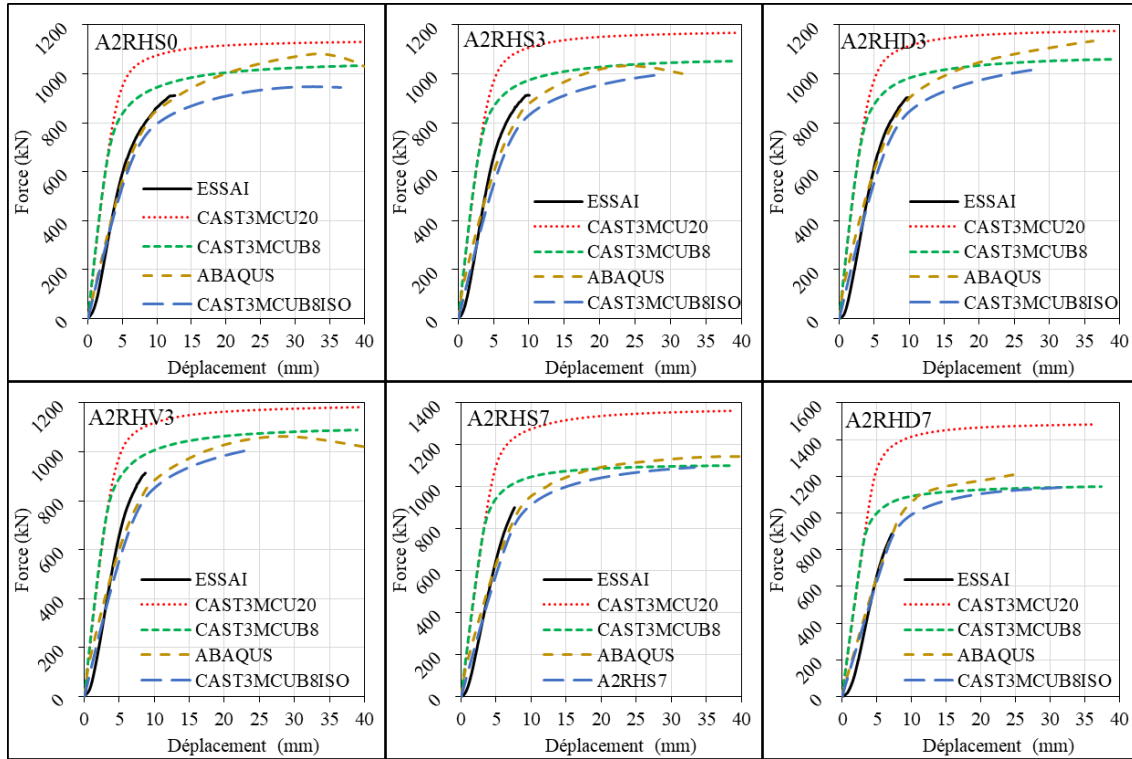 A2RHS0
Force (kN)
1200
1000
800
600
400
200
0
ESSAI
CAST3MCU20
CAST3MCUB8
ABAQUS
CAST3MCUB8ISO
0 5 10 15 20 25 30 35 40
Déplacement (mm)
A2RHS3
Force (kN)
1200
1000
800
600
400
200
0
ESSAI
CAST3MCU20
CAST3MCUB8
ABAQUS
CAST3MCUB8ISO
0 5 10 15 20 25 30 35 40
Déplacement (mm)
A2RHD3
Force (kN)
1200
1000
800
600
400
200
0
ESSAI
CAST3MCU20
CAST3MCUB8
ABAQUS
CAST3MCUB8ISO
0 5 10 15 20 25 30 35 40
Déplacement (mm)
A2RHV3
Force (kN)
1200
1000
800
600
400
200
0
ESSAI
CAST3MCU20
CAST3MCUB8
ABAQUS
CAST3MCUB8ISO
0 5 10 15 20 25 30 35 40
Déplacement (mm)
A2RHS7
Force (kN)
1400
1200
1000
800
600
400
200
0
ESSAI
CAST3MCU20
CAST3MCUB8
ABAQUS
A2RHS7
0 5 10 15 20 25 30 35 40
Déplacement (mm)
A2RHD7
Force (kN)
1600
1400
1200
1000
800
600
400
200
0
ESSAI
CAST3MCU20
CAST3MCUB8
ABAQUS
CAST3MCUB8ISO
0 5 10 15 20 25 30 35 40
Déplacement (mm)